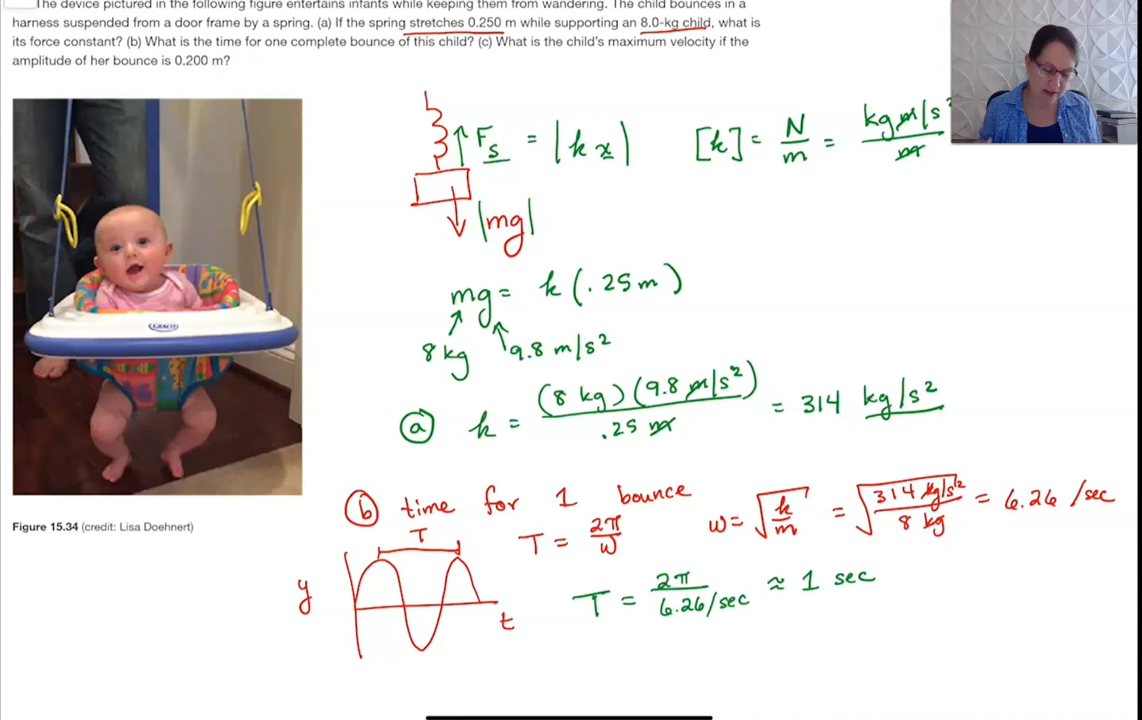 The device pictured in the following figure entertains infants while keeping them from wandering. The child bounces in a
harness suspended from a door frame by a spring. (a) If the spring stretches 0.250 m while supporting an 8.0-kg child, what is
its force constant? (b) What is the time for one complete bounce of this child? (c) What is the child's maximum velocity if the
amplitude of her bounce is 0.200 m?
F_s = |kx| [k] = N/m = kg m/s²/m
|mg|
mg = k (.25m)
8 kg 9.8 m/s²
(a) k = (8 kg)(9.8 m/s²)/.25 m = 314 kg/s²
(b) time for 1 bounce
T = 2π/ω ω = √k/m = √314 kg/s²/8 kg = 6.26 /sec
T
y
t
T = 2π/6.26/sec ≈ 1 sec
GRACO
Figure 15.34 (credit: Lisa Doehnert)